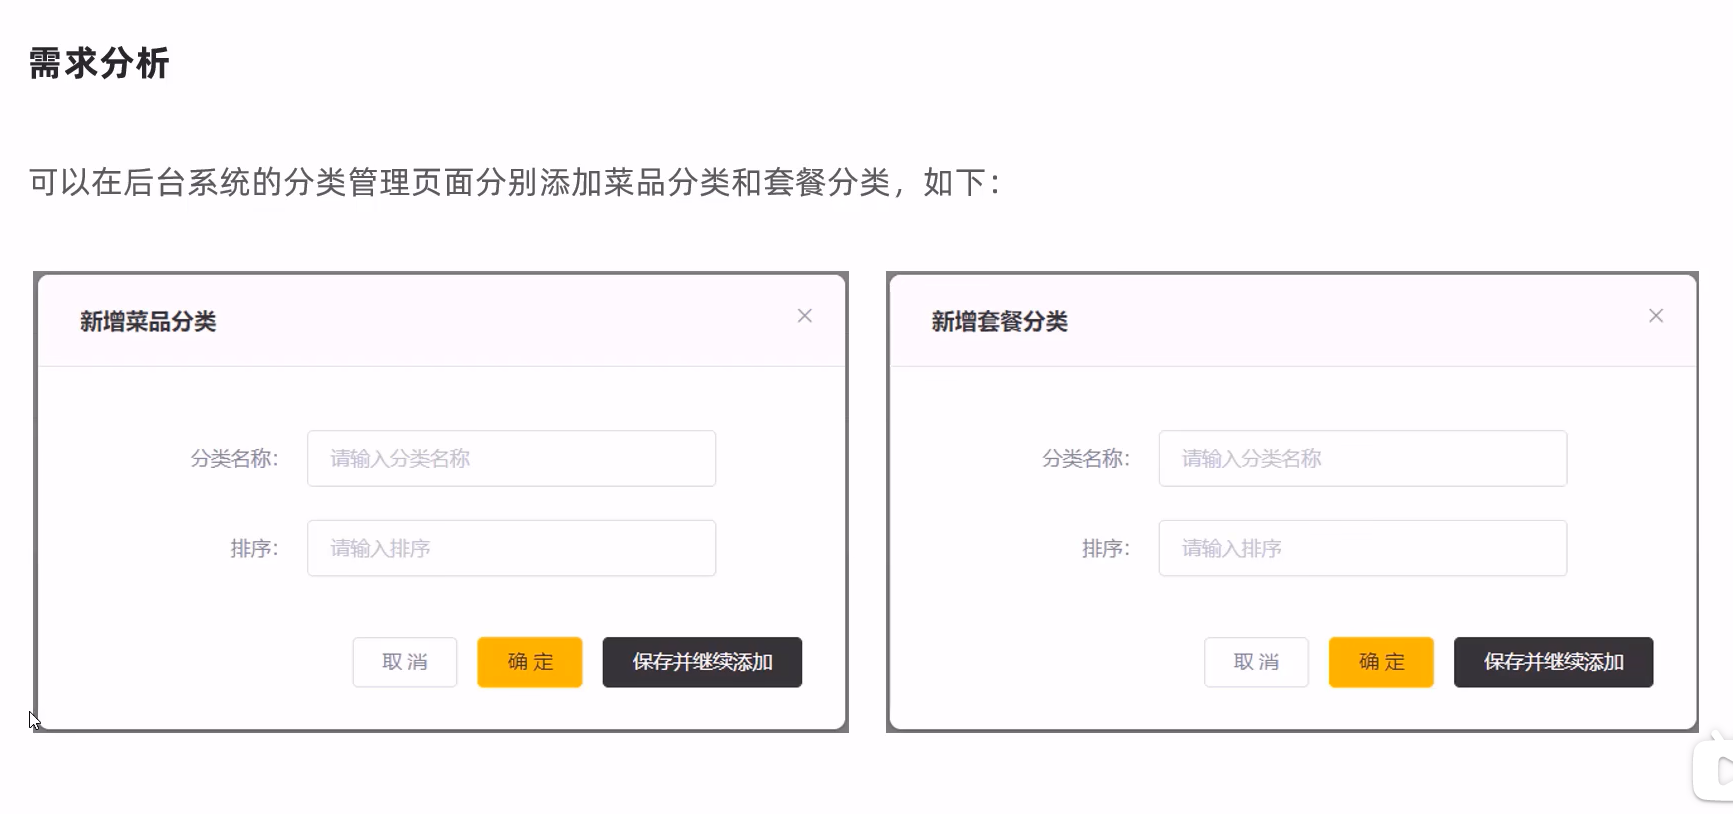 需求分析
可以在后台系统的分类管理页面分别添加菜品分类和套餐分类，如下：
新增菜品分类
分类名称：
请输入分类名称
排序：
请输入排序
取 消
确 定
保存并继续添加
新增套餐分类
分类名称：
请输入分类名称
排序：
请输入排序
取 消
确 定
保存并继续添加